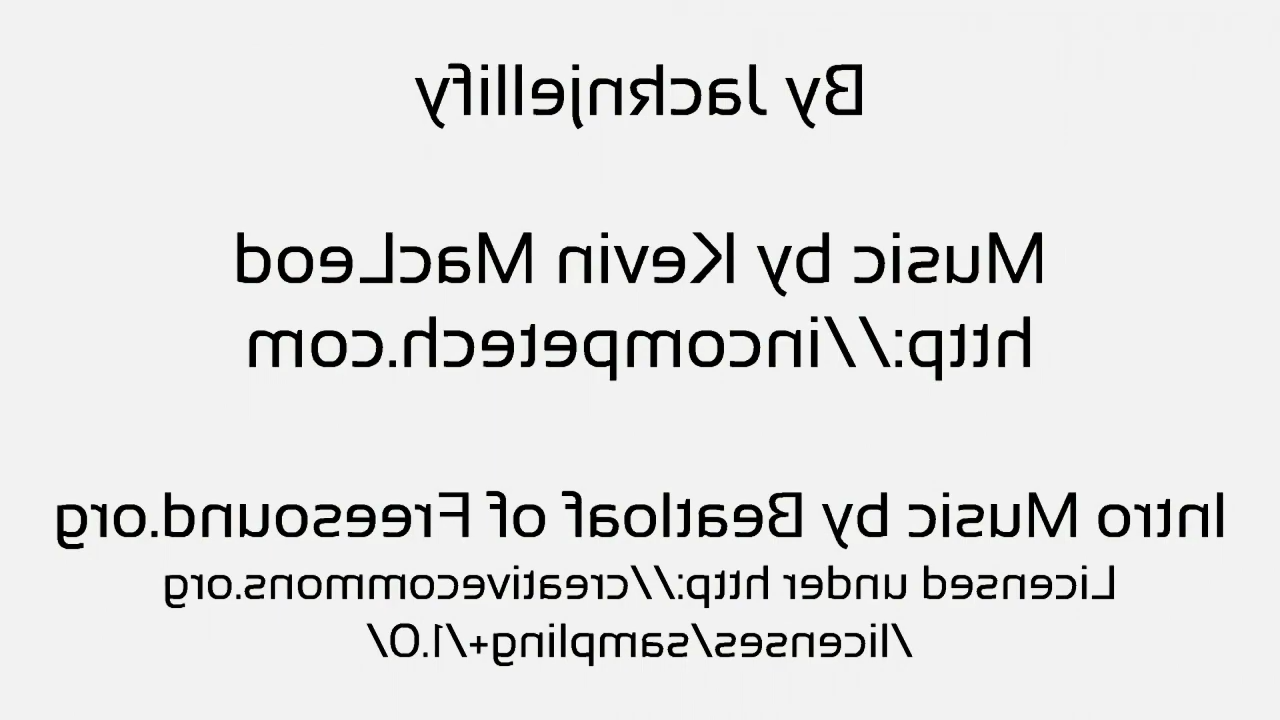 By Jacknjellify
Music by Kevin MacLeod
http://incompetech.com
Intro Music by Beatloaf of Freesound.org
Licensed under http://creativecommons.org
/licenses/sampling+/1.0/